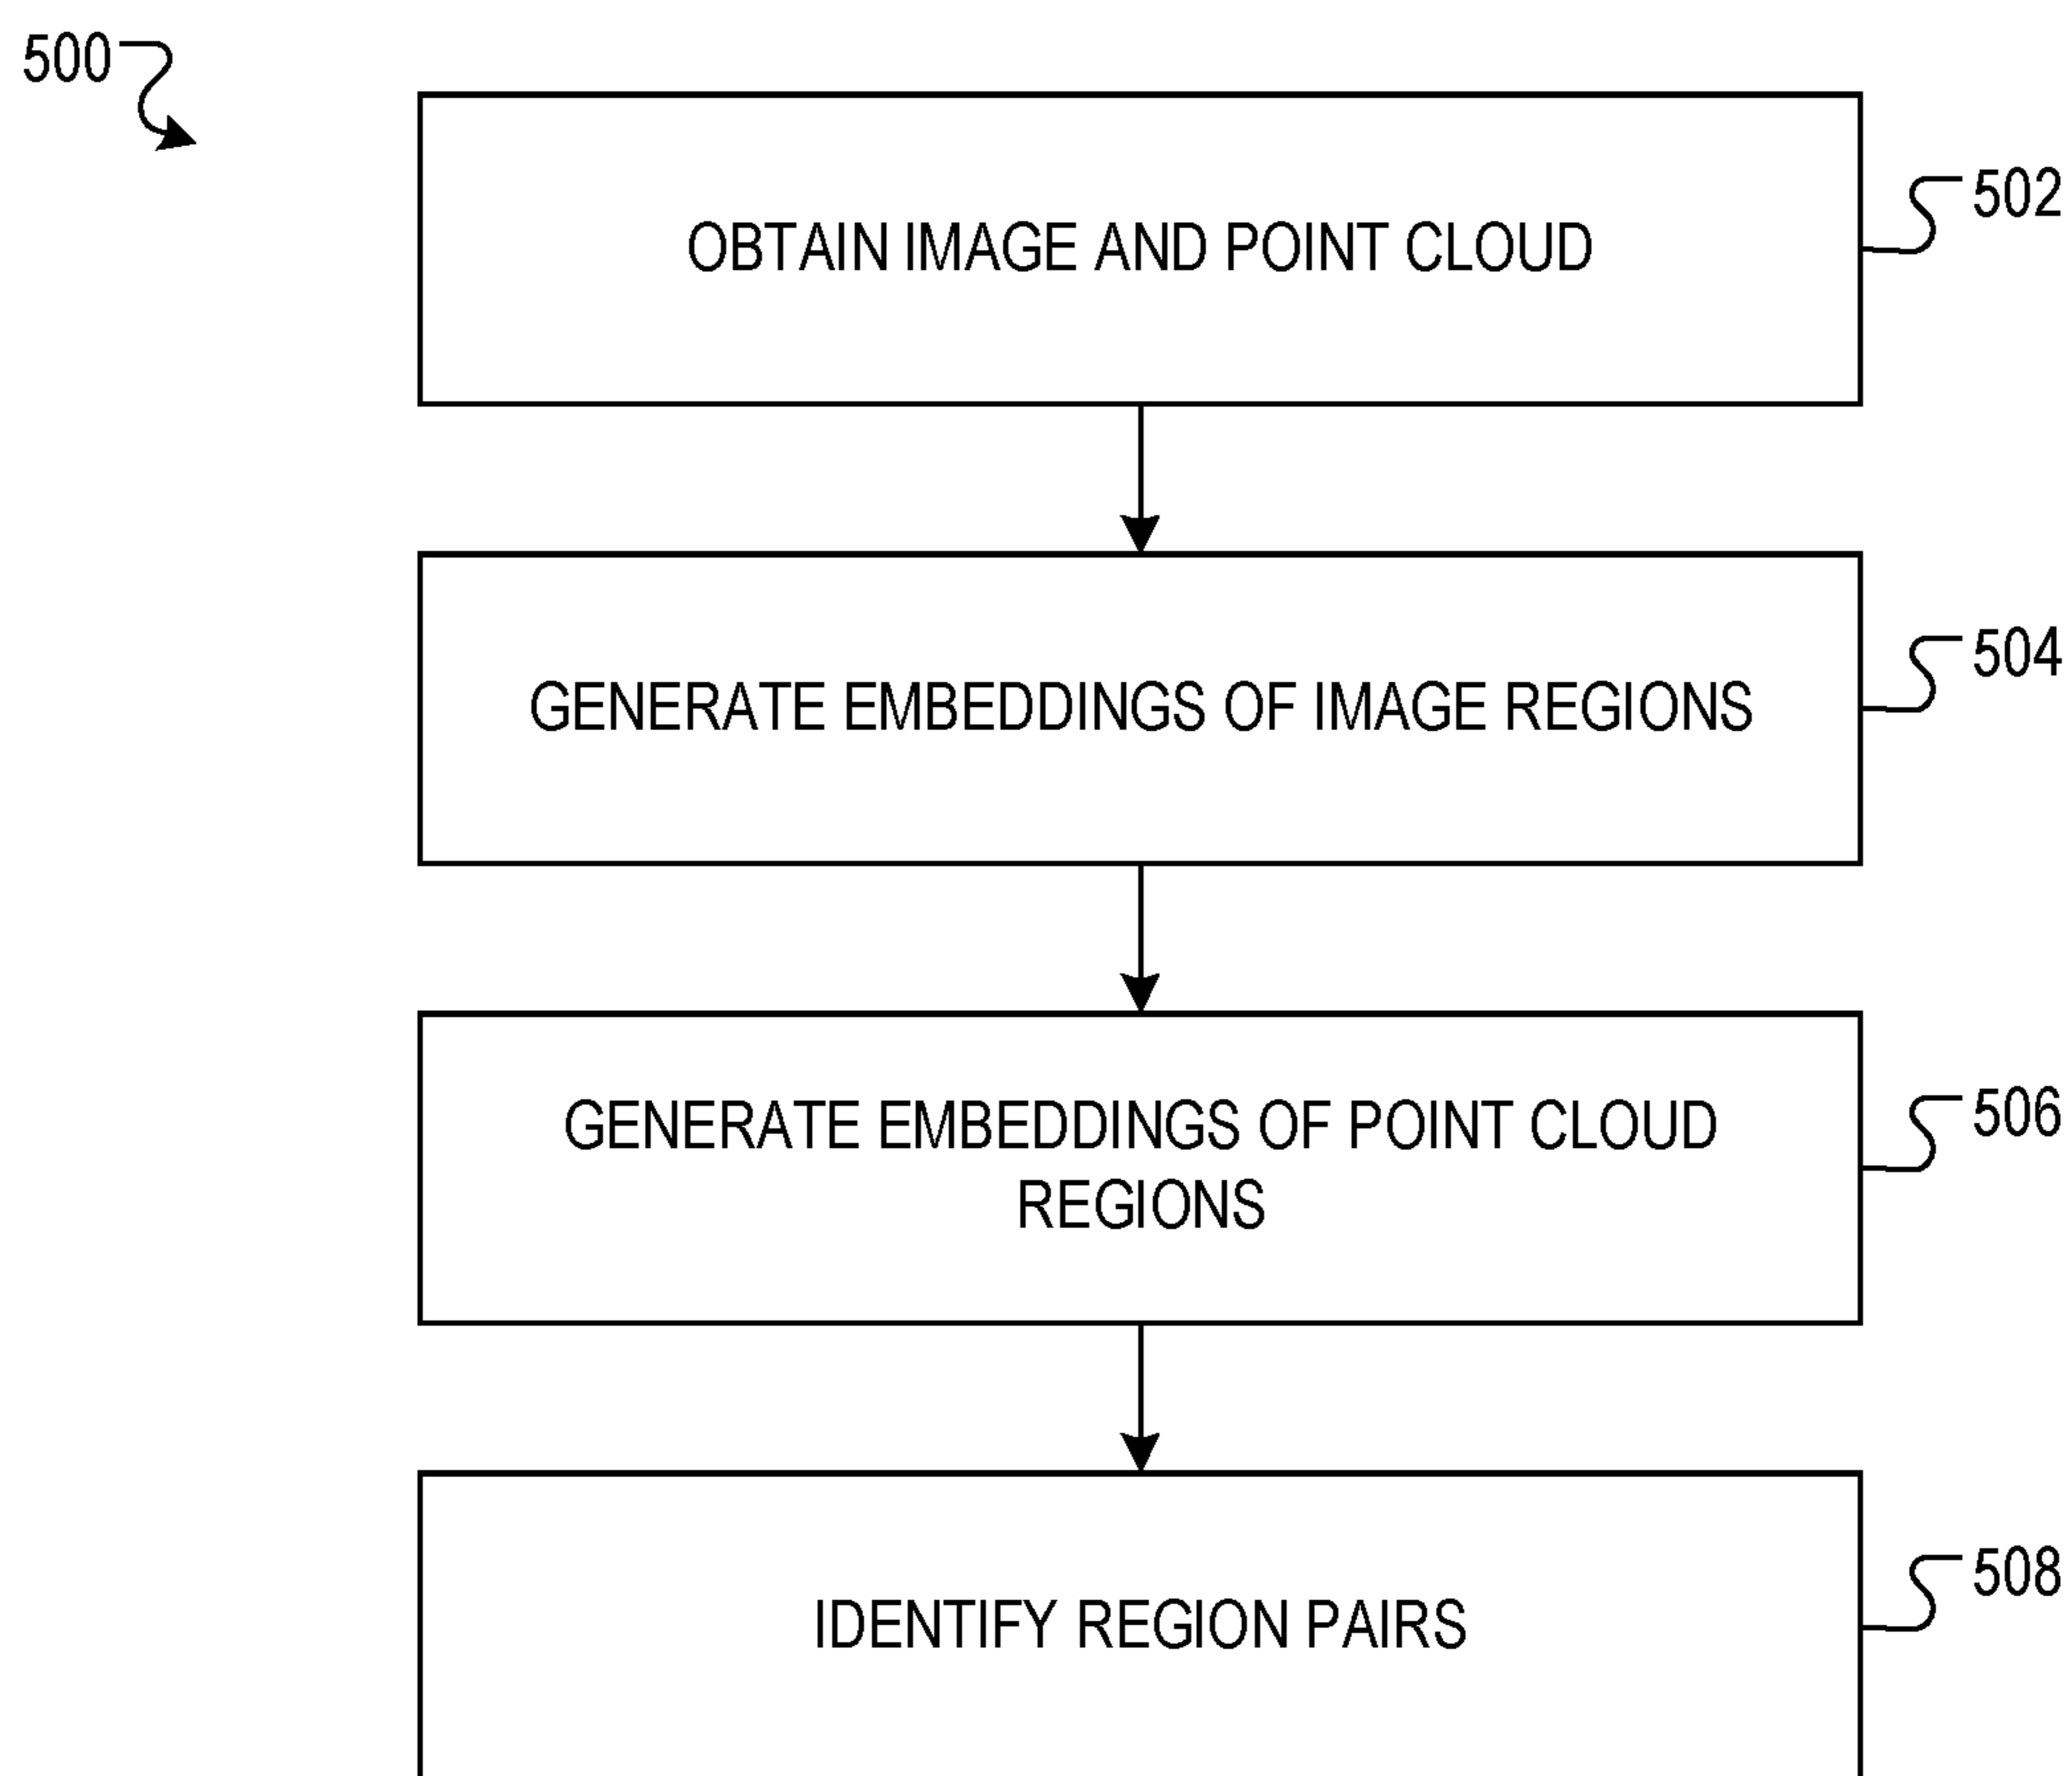 500
OBTAIN IMAGE AND POINT CLOUD
502
GENERATE EMBEDDINGS OF IMAGE REGIONS
504
GENERATE EMBEDDINGS OF POINT CLOUD
REGIONS
506
IDENTIFY REGION PAIRS
508